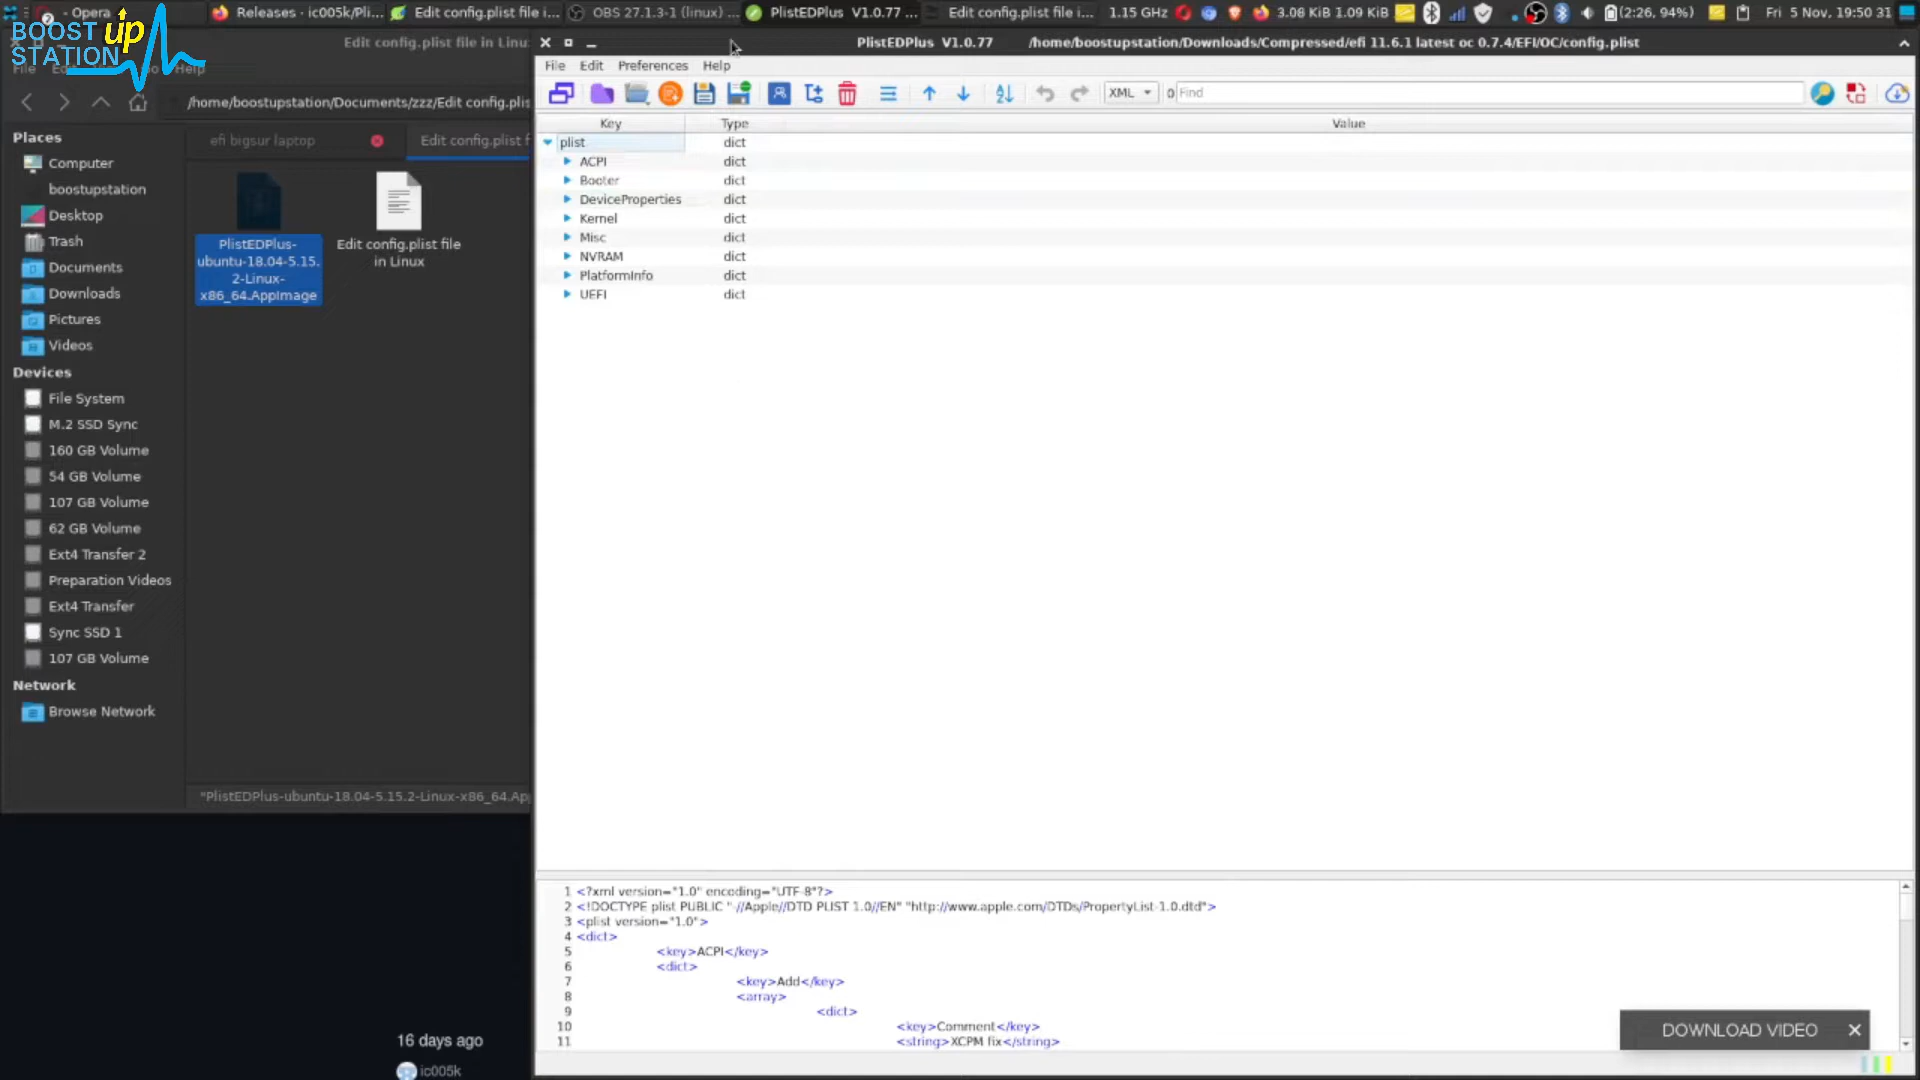 Opera
Releases · ic005k/Pli...
Edit config.plist file i...
OBS 27.1.3-1 (linux) ...
PlistEDPlus V1.0.77 ...
Edit config.plist file i...
1.15 GHz
3.08 KiB 1.09 KiB
(2:26, 94%)
Fri 5 Nov, 19:50 31
BOOST up
STATION
Edit config.plist file in Linu
Help
/home/boostupstation/Documents/zzz/Edit config.plis
Places
Computer
boostupstation
Desktop
Trash
Documents
Downloads
Pictures
Videos
Devices
File System
M.2 SSD Sync
160 GB Volume
54 GB Volume
107 GB Volume
62 GB Volume
Ext4 Transfer 2
Preparation Videos
Ext4 Transfer
Sync SSD 1
107 GB Volume
Network
Browse Network
efi bigsur laptop
Edit config.plist f
PlistEDPlus-
ubuntu-18.04-5.15.
2-Linux-
x86_64.AppImage
Edit config.plist file
in Linux
"PlistEDPlus-ubuntu-18.04-5.15.2-Linux-x86_64.Ap
16 days ago
ic005k
PlistEDPlus V1.0.77 /home/boostupstation/Downloads/Compressed/efi 11.6.1 latest oc 0.7.4/EFI/OC/config.plist
File Edit Preferences Help
XML
0 Find
Key Type Value
plist dict
ACPI dict
Booter dict
DeviceProperties dict
Kernel dict
Misc dict
NVRAM dict
PlatformInfo dict
UEFI dict
1 <?xml version="1.0" encoding="UTF-8"?>
2 <!DOCTYPE plist PUBLIC "-//Apple//DTD PLIST 1.0//EN" "http://www.apple.com/DTDs/PropertyList-1.0.dtd">
3 <plist version="1.0">
4 <dict>
5 <key>ACPI</key>
6 <dict>
7 <key>Add</key>
8 <array>
9 <dict>
10 <key>Comment</key>
11 <string>XCPM fix</string>
DOWNLOAD VIDEO